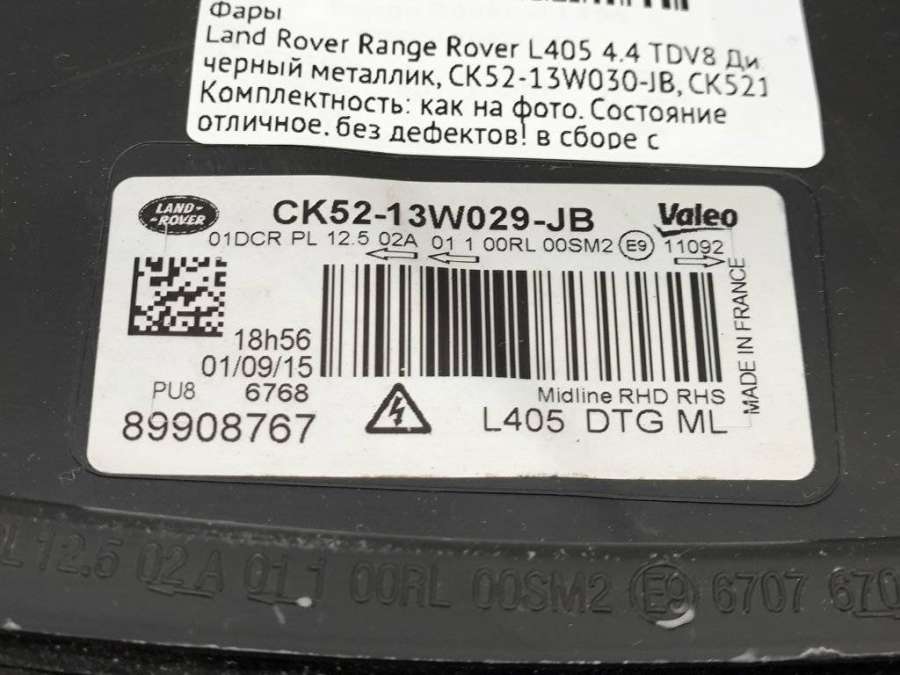 Фары
Land Rover Range Rover L405 4.4 TDV8 Ди
черный металлик, CK52-13W030-JB, CK521
Комплектность: как на фото. Состояние
отличное. без дефектов! в сборе с
LAND-
-ROVER
CK52-13W029-JB Valeo
01DCR PL 12.5 02A 01 1 00RL 00SM2 E9 11092
18h56
01/09/15
PU8 6768
89908767
Midline RHD RHS
L405 DTG ML
MADE IN FRANCE
L 12.5 02A 01 1 00RL 00SM2 E9 6707 670